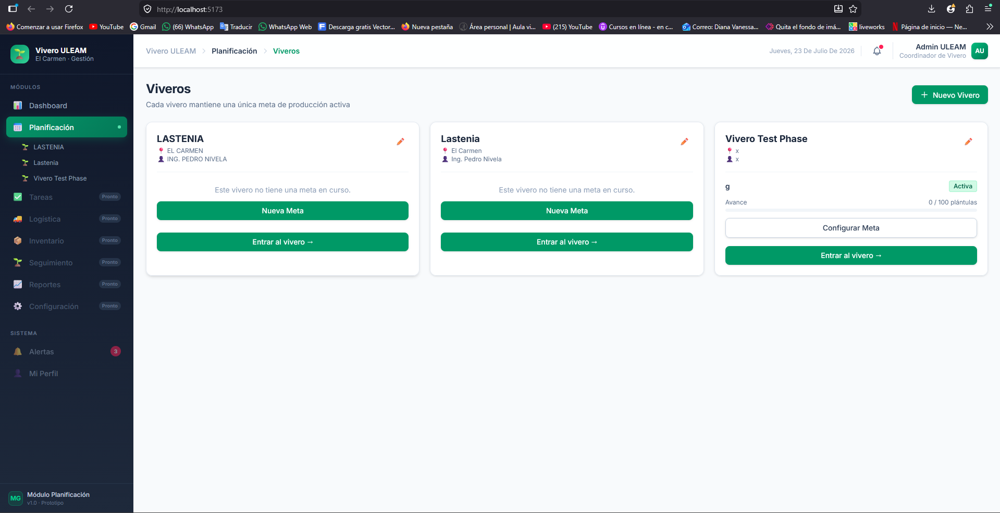 http://localhost:5173
Comenzar a usar Firefox
YouTube
Gmail
(66) WhatsApp
Traducir
WhatsApp Web
Descarga gratis Vector...
Nueva pestaña
Área personal | Aula vi...
(215) YouTube
Cursos en línea - en c...
Correo: Diana Vanessa...
Quita el fondo de imá...
liveworks
Página de inicio — Ne...
Vivero ULEAM
El Carmen · Gestión
MÓDULOS
Dashboard
Planificación
LASTENIA
Lastenia
Vivero Test Phase
Tareas Pronto
Logística Pronto
Inventario Pronto
Seguimiento Pronto
Reportes Pronto
Configuración Pronto
SISTEMA
Alertas 3
Mi Perfil
MG
Módulo Planificación
v1.0 · Prototipo
Vivero ULEAM > Planificación > Viveros
Jueves, 23 De Julio De 2026
Admin ULEAM
Coordinador de Vivero
AU
Viveros
Cada vivero mantiene una única meta de producción activa
+ Nuevo Vivero
LASTENIA
EL CARMEN
ING. PEDRO NIVELA
Este vivero no tiene una meta en curso.
Nueva Meta
Entrar al vivero →
Lastenia
El Carmen
Ing. Pedro Nivela
Este vivero no tiene una meta en curso.
Nueva Meta
Entrar al vivero →
Vivero Test Phase
x
x
g Activa
Avance 0 / 100 plántulas
Configurar Meta
Entrar al vivero →